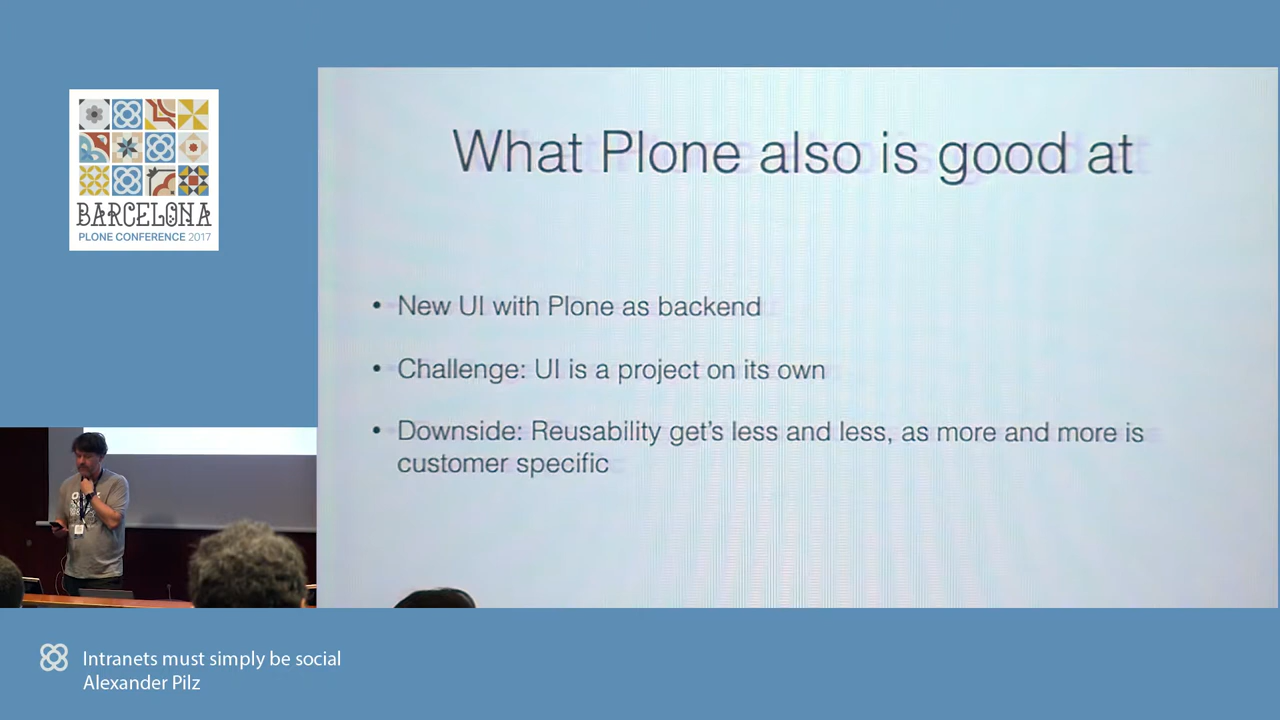 BARCELONA
PLONE CONFERENCE 2017
What Plone also is good at
• New UI with Plone as backend
• Challenge: UI is a project on its own
• Downside: Reusability get's less and less, as more and more is
customer specific
Intranets must simply be social
Alexander Pilz